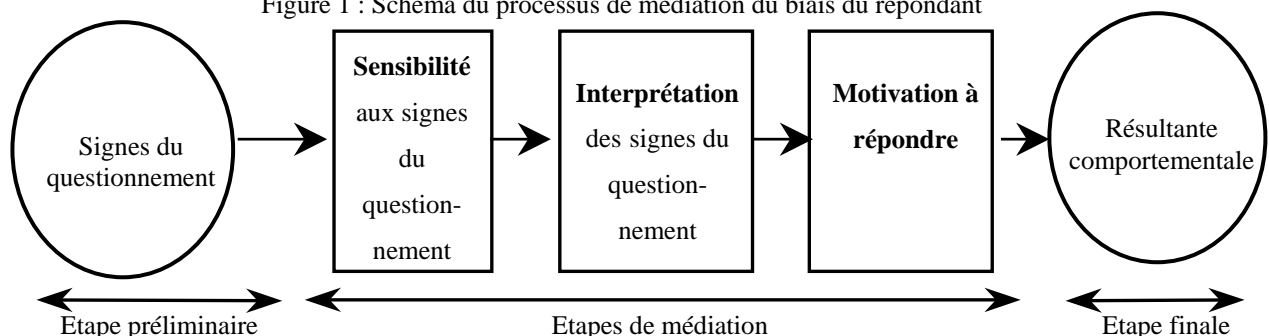 Figure 1 : Schéma du processus de médiation du biais du répondant
Signes du
questionnement
Sensibilité
aux signes
du
question-
nement
Interprétation
des signes du
question-
nement
Motivation à
répondre
Résultante
comportementale
Etape préliminaire
Etapes de médiation
Etape finale